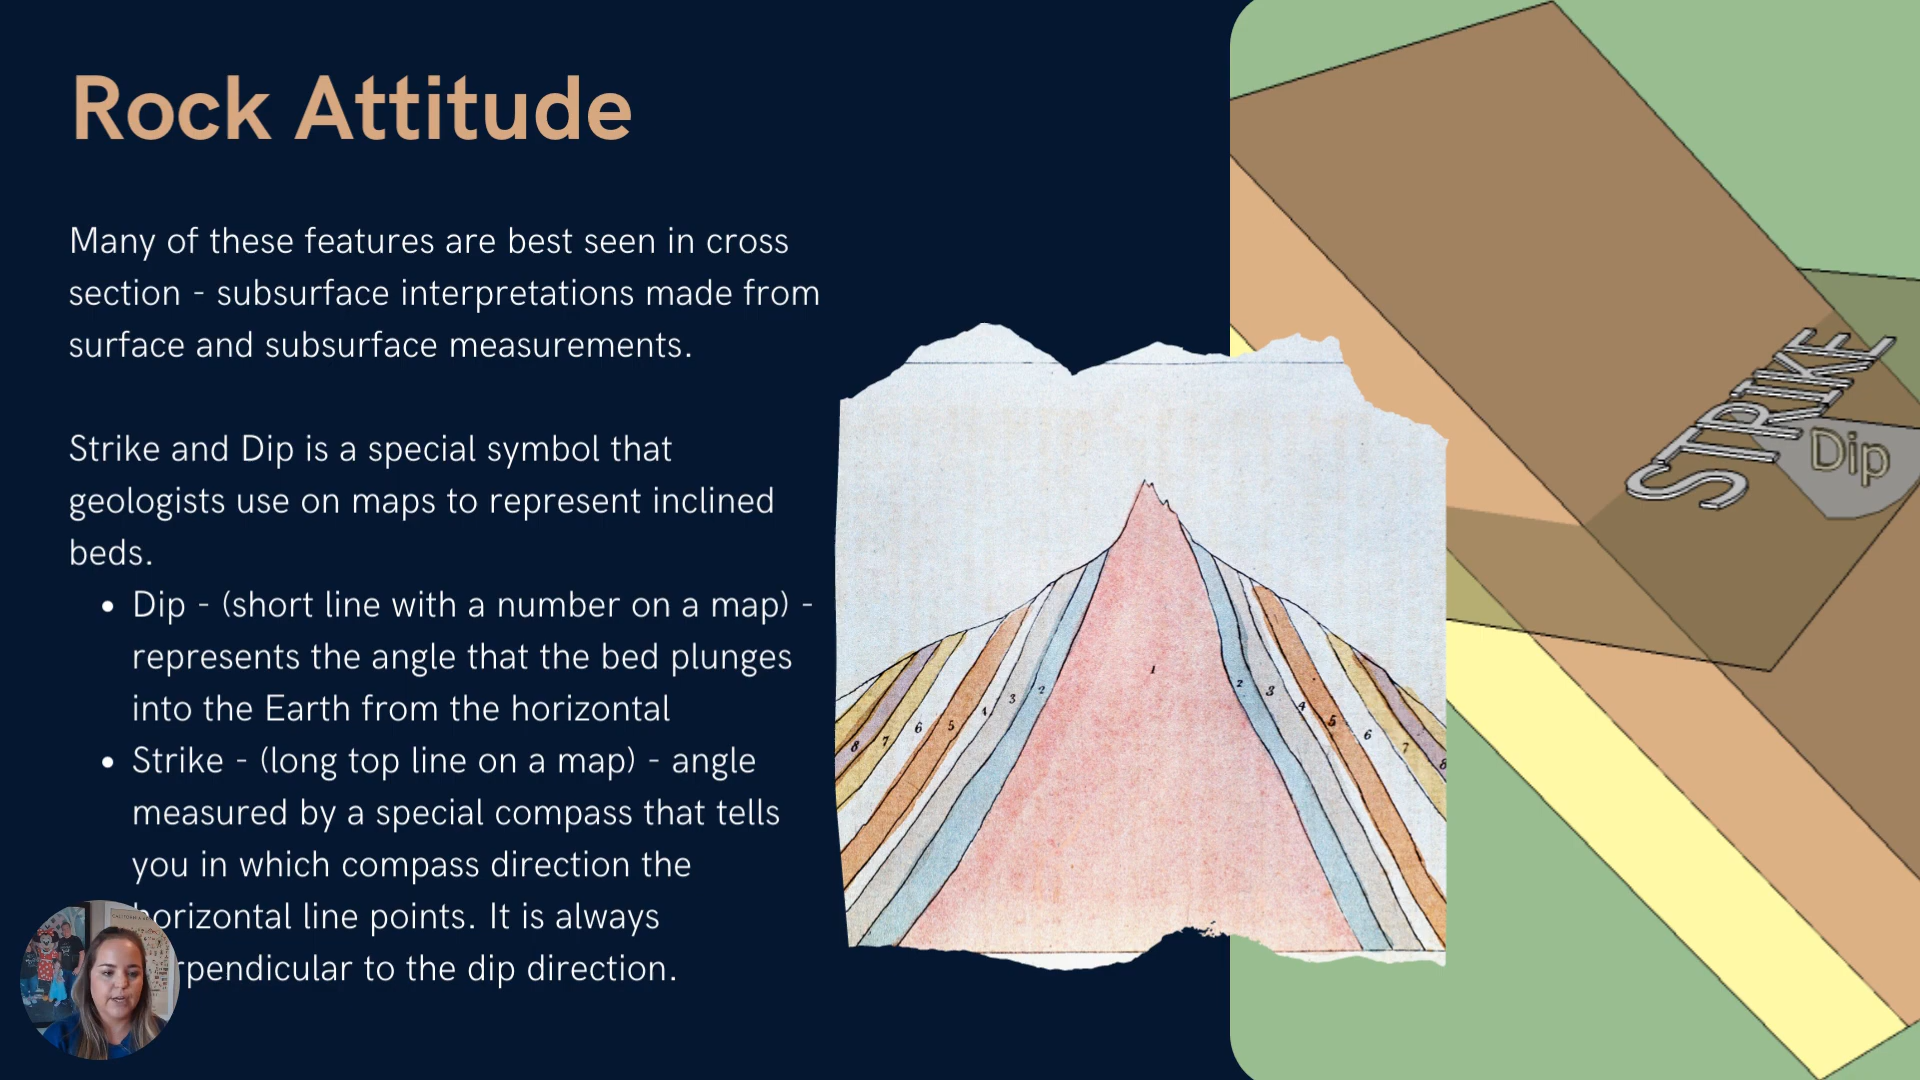 Rock Attitude
Many of these features are best seen in cross
section - subsurface interpretations made from
surface and subsurface measurements.
Strike and Dip is a special symbol that
geologists use on maps to represent inclined
beds.
• Dip - (short line with a number on a map) -
represents the angle that the bed plunges
into the Earth from the horizontal
• Strike - (long top line on a map) - angle
measured by a special compass that tells
you in which compass direction the
horizontal line points. It is always
rpendicular to the dip direction.
STRIKE
Dip
1
8 7 6 5 4 3 2
2 3 4 5 6 7 8